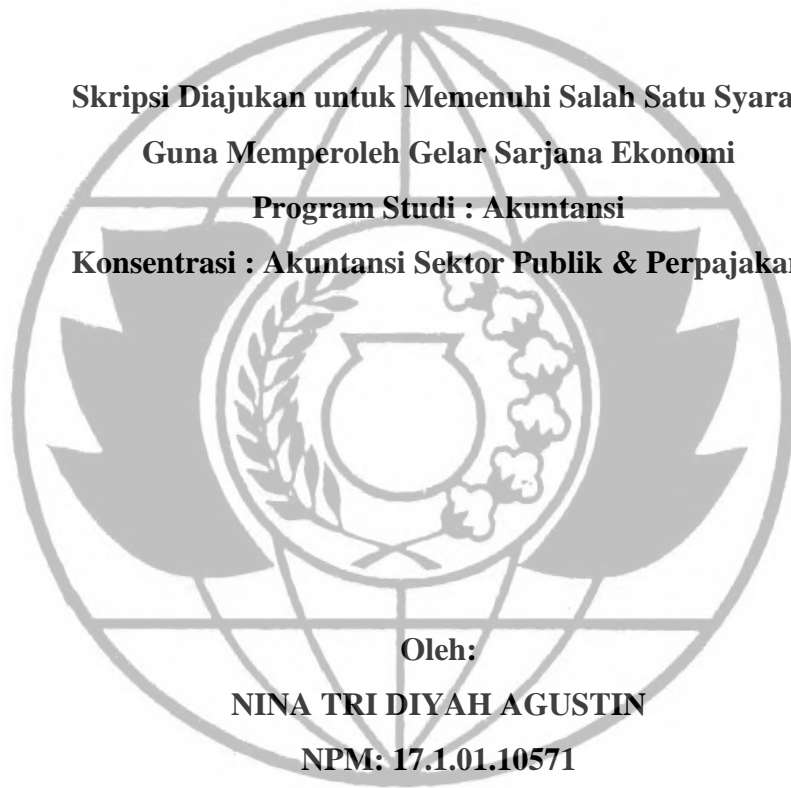 Skripsi Diajukan untuk Memenuhi Salah Satu Syara
Guna Memperoleh Gelar Sarjana Ekonomi
Program Studi : Akuntansi
Konsentrasi : Akuntansi Sektor Publik & Perpajakan
Oleh:
NINA TRI DIYAH AGUSTIN
NPM: 17.1.01.10571